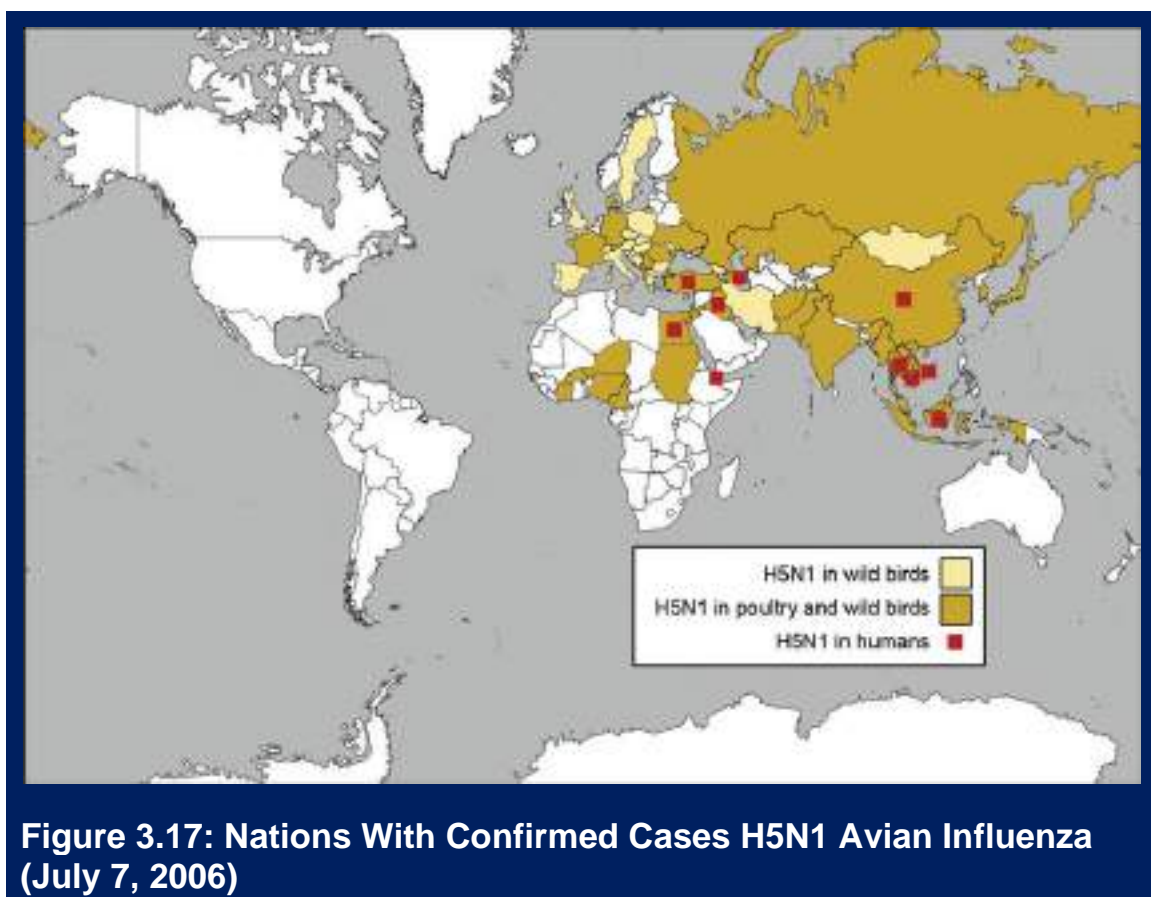 H5N1 in wild birds
H5N1 in poultry and wild birds
H5N1 in humans
Figure 3.17: Nations With Confirmed Cases H5N1 Avian Influenza
(July 7, 2006)